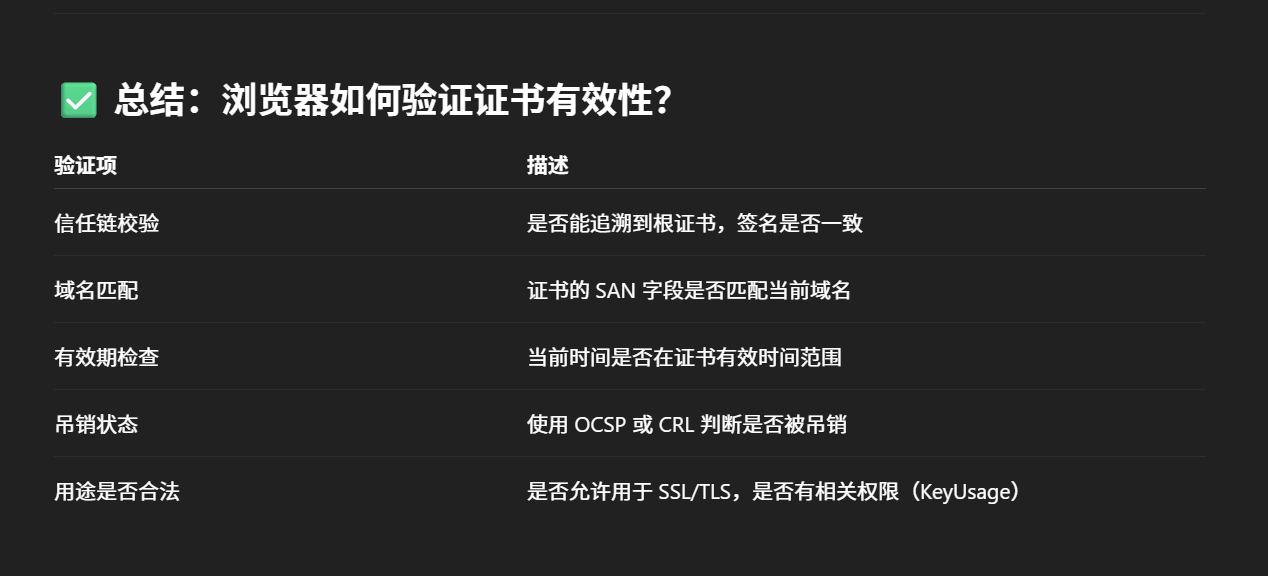 ✅ 总结：浏览器如何验证证书有效性？
验证项 描述
信任链校验 是否能追溯到根证书，签名是否一致
域名匹配 证书的 SAN 字段是否匹配当前域名
有效期检查 当前时间是否在证书有效时间范围
吊销状态 使用 OCSP 或 CRL 判断是否被吊销
用途是否合法 是否允许用于 SSL/TLS，是否有相关权限（KeyUsage）